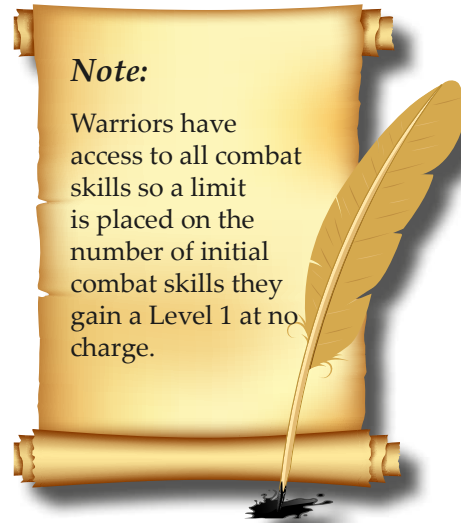 Note:
Warriors have
access to all combat
skills so a limit
is placed on the
number of initial
combat skills they
gain a Level 1 at no
charge.